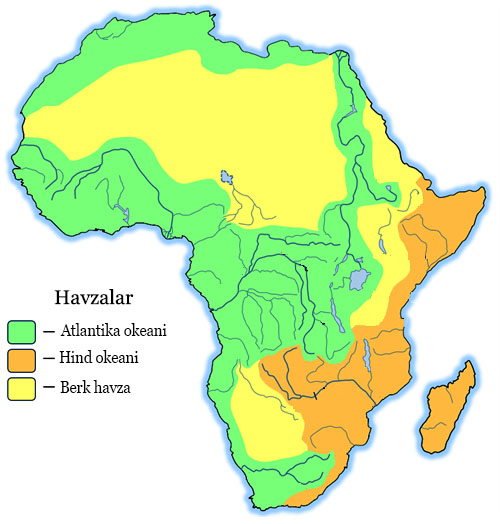 Havzalar
– Atlantika okeani
– Hind okeani
– Berk havza